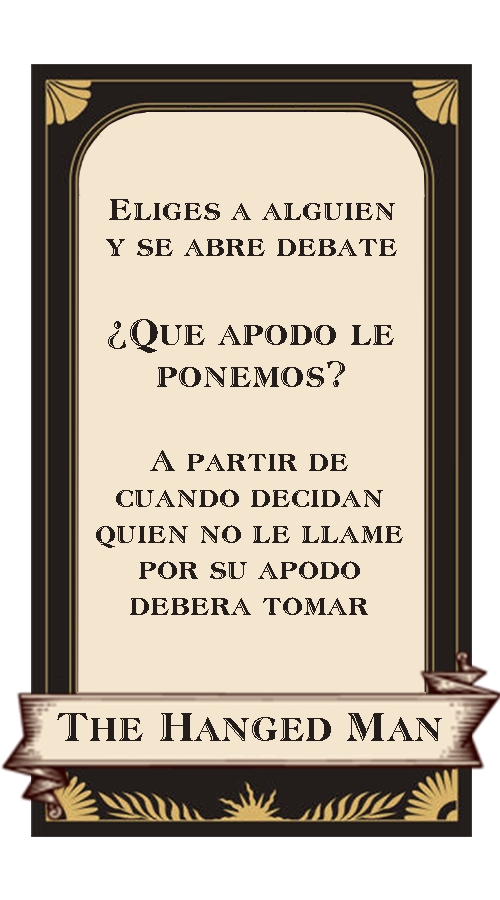 Eliges a alguien
y se abre debate
¿Que apodo le
ponemos?
A partir de
cuando decidan
quien no le llame
por su apodo
debera tomar
The Hanged Man